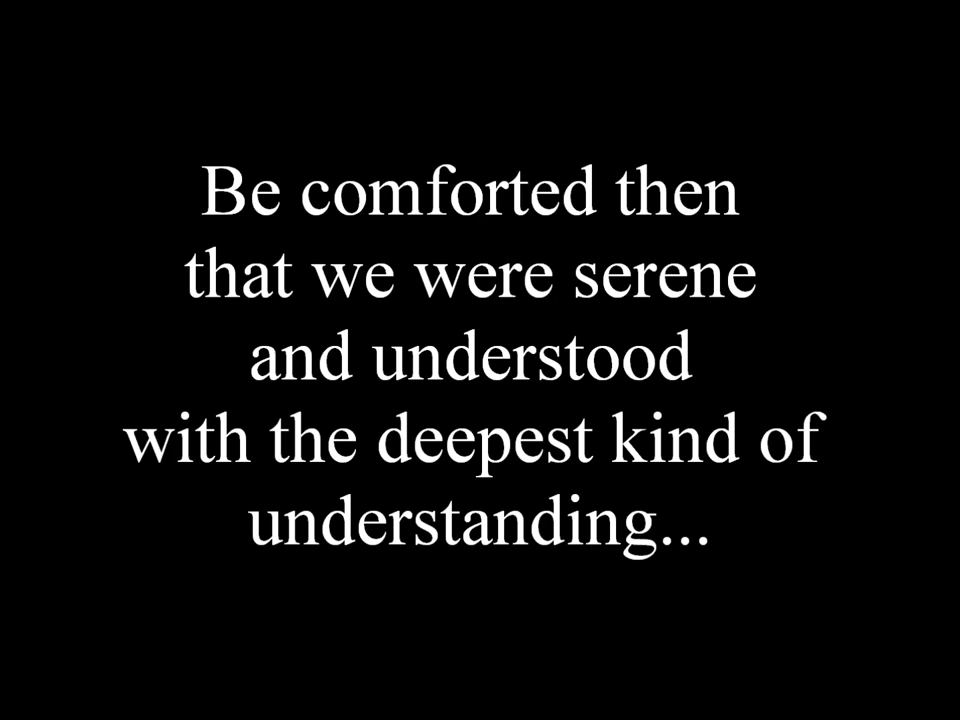 Be comforted then
that we were serene
and understood
with the deepest kind of
understanding...